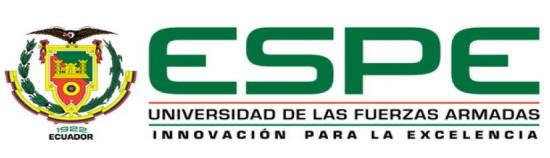 ESPE
UNIVERSIDAD DE LAS FUERZAS ARMADAS
INNOVACIÓN PARA LA EXCELENCIA
1922
ECUADOR